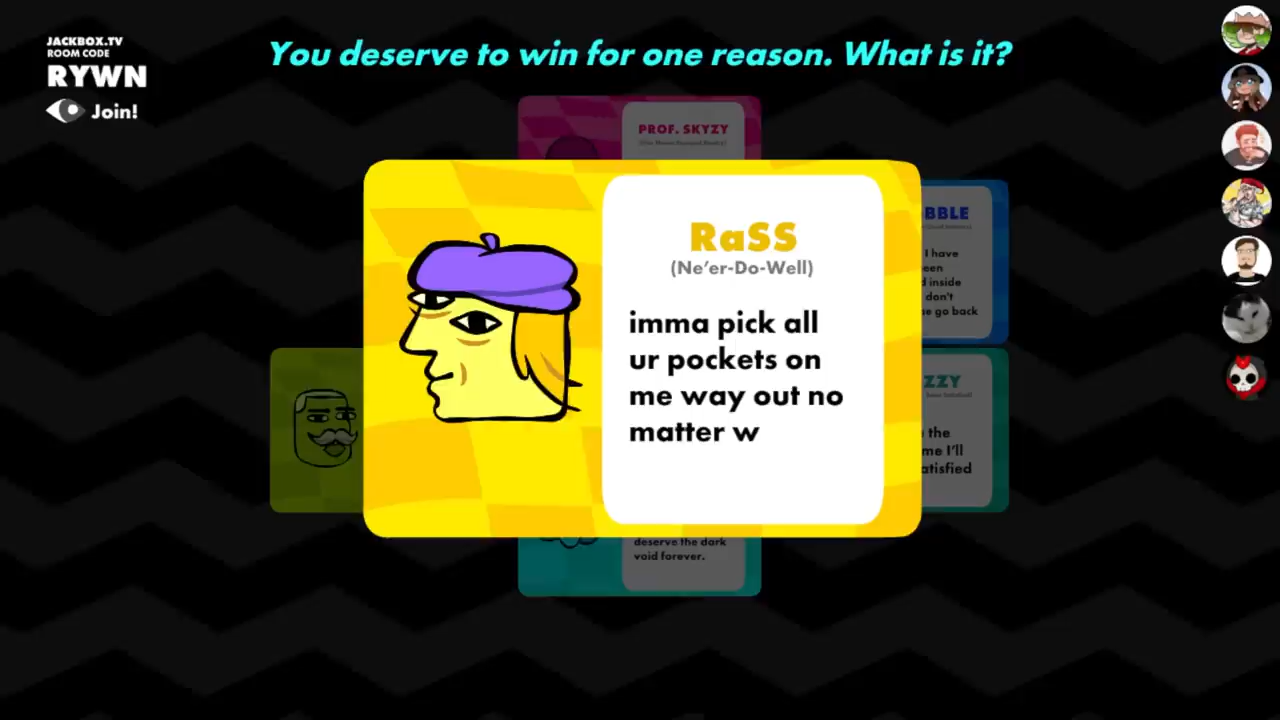 JACKBOX.TV
ROOM CODE
RYWN
Join!
You deserve to win for one reason. What is it?
PROF. SKYZY
RaSS
(Ne'er-Do-Well)
imma pick all
ur pockets on
me way out no
matter w
BBLE
I have
een
inside
don't
go back
ZZY
the
me I'll
atisfied
deserve the dark
void forever.